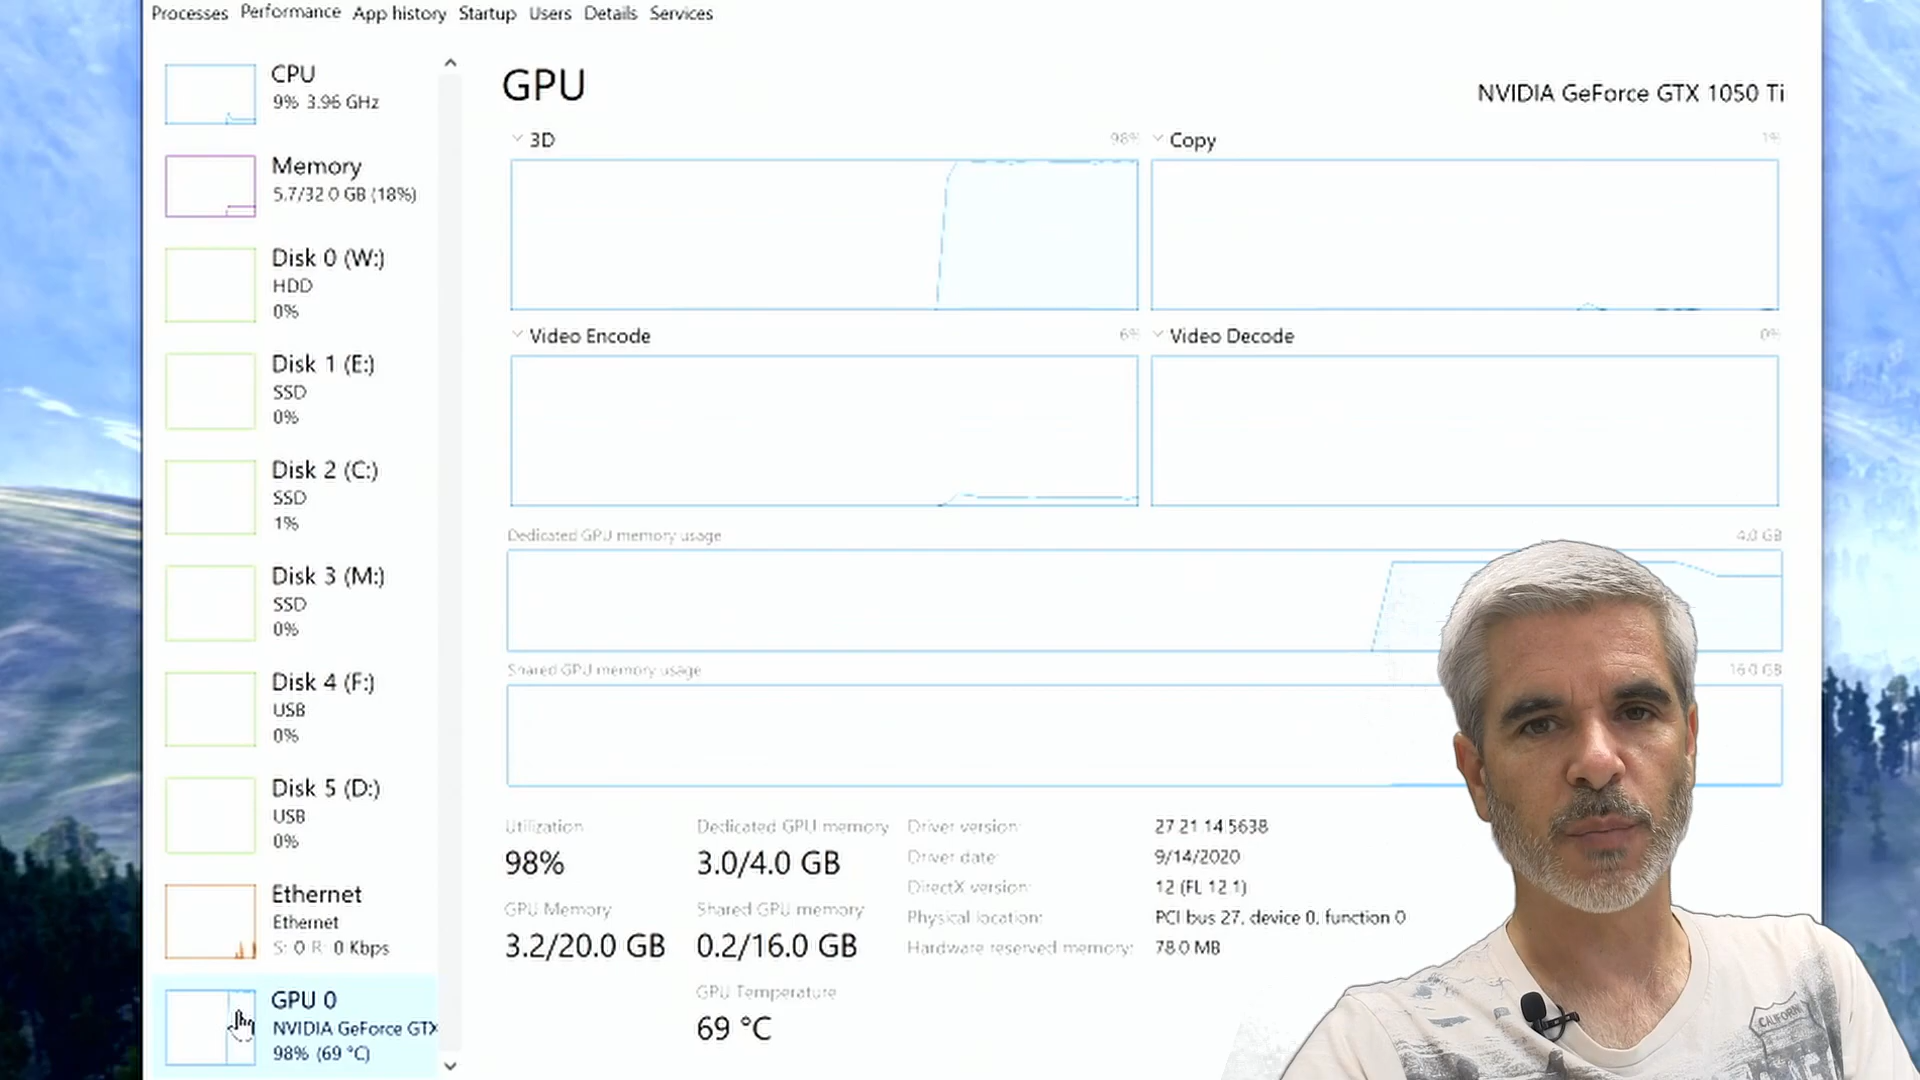 Processes Performance App history Startup Users Details Services
CPU
9% 3.96 GHz
Memory
5.7/32.0 GB (18%)
Disk 0 (W:)
HDD
0%
Disk 1 (E:)
SSD
0%
Disk 2 (C:)
SSD
1%
Disk 3 (M:)
SSD
0%
Disk 4 (F:)
USB
0%
Disk 5 (D:)
USB
0%
Ethernet
Ethernet
S: 0 R: 0 Kbps
GPU 0
NVIDIA GeForce GTX
98% (69 °C)
GPU
NVIDIA GeForce GTX 1050 Ti
3D 98%
Copy 1%
Video Encode 6%
Video Decode 0%
Dedicated GPU memory usage 4.0 GB
Shared GPU memory usage 16.0 GB
Utilization
98%
Dedicated GPU memory
3.0/4.0 GB
GPU Memory
3.2/20.0 GB
Shared GPU memory
0.2/16.0 GB
GPU Temperature
69 °C
Driver version: 27.21.14.5638
Driver date: 9/14/2020
DirectX version: 12 (FL 12.1)
Physical location: PCI bus 27, device 0, function 0
Hardware reserved memory: 78.0 MB
CALIFORNIA